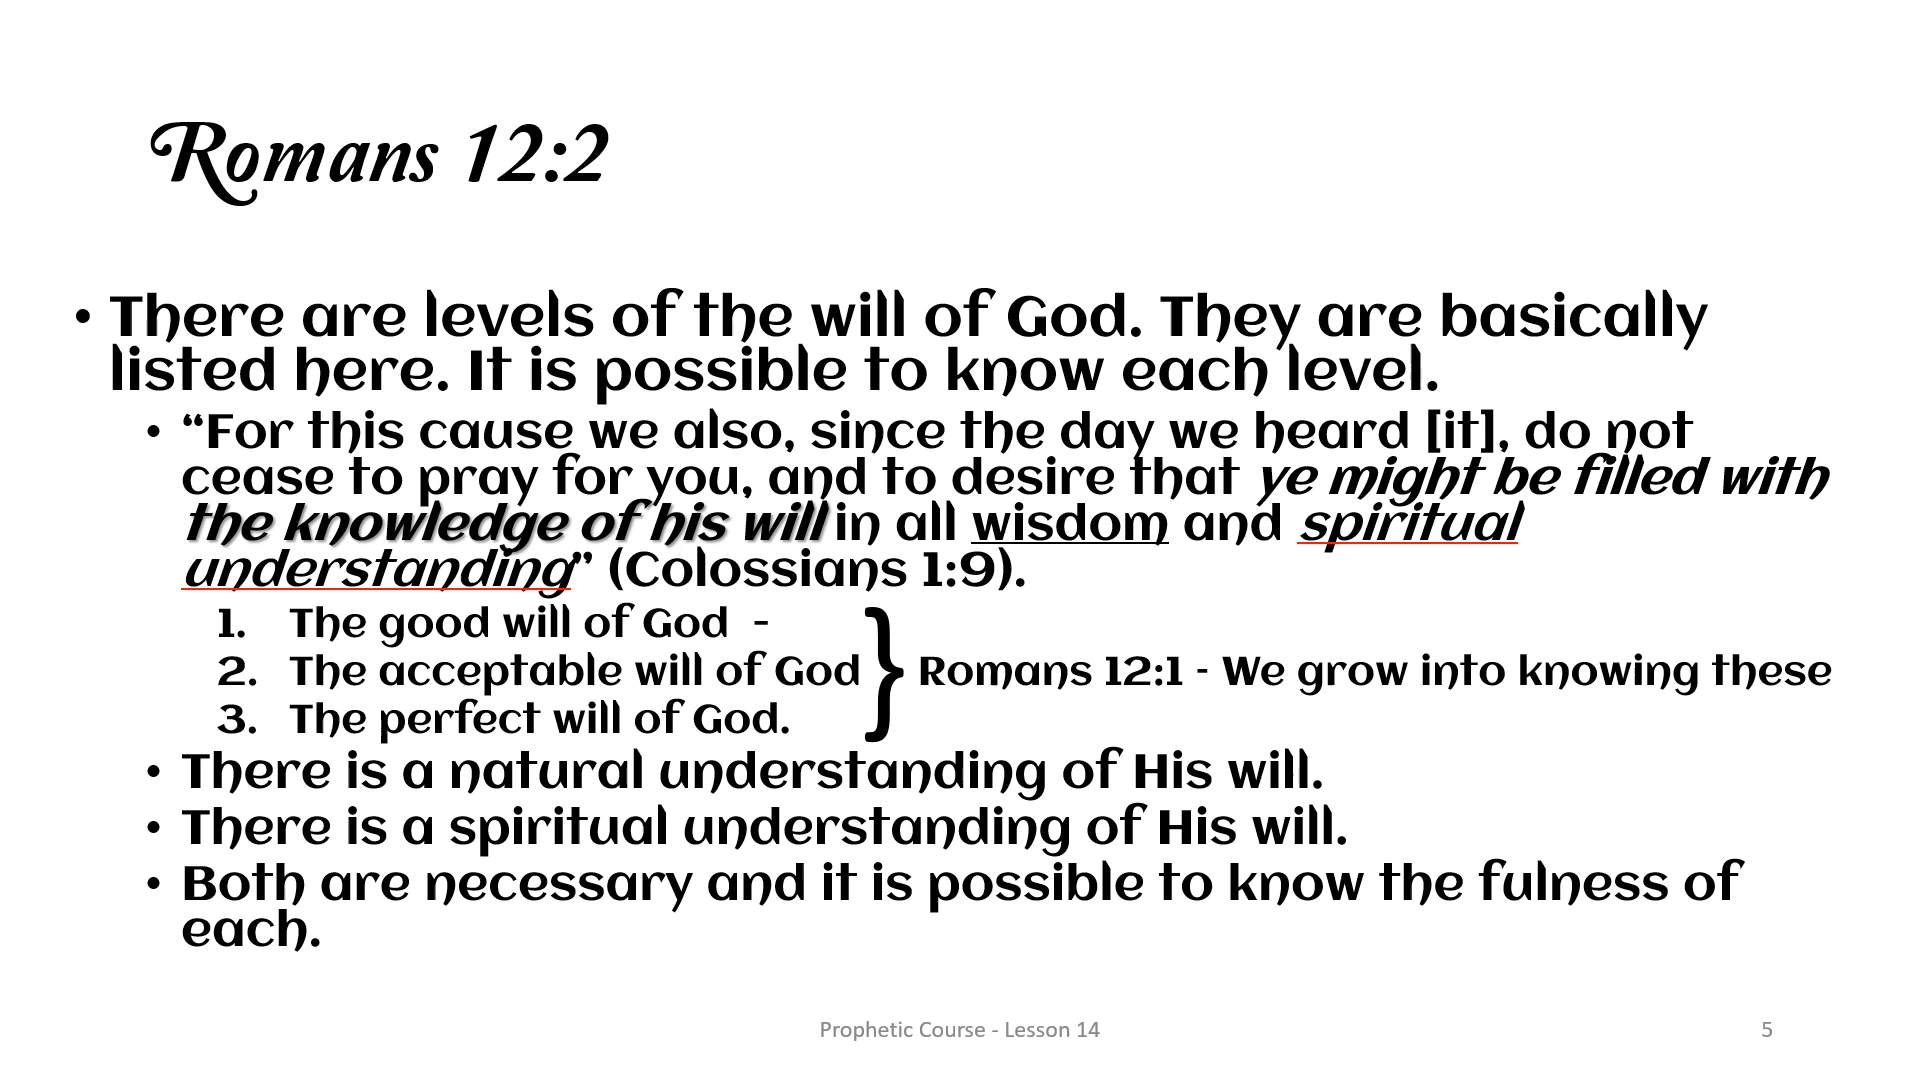 Romans 12:2
• There are levels of the will of God. They are basically
listed here. It is possible to know each level.
• “For this cause we also, since the day we heard [it], do not
cease to pray for you, and to desire that ye might be filled with
the knowledge of his will in all wisdom and spiritual
understanding” (Colossians 1:9).
1. The good will of God -
2. The acceptable will of God } Romans 12:1 - We grow into knowing these
3. The perfect will of God.
• There is a natural understanding of His will.
• There is a spiritual understanding of His will.
• Both are necessary and it is possible to know the fulness of
each.
Prophetic Course - Lesson 14
5